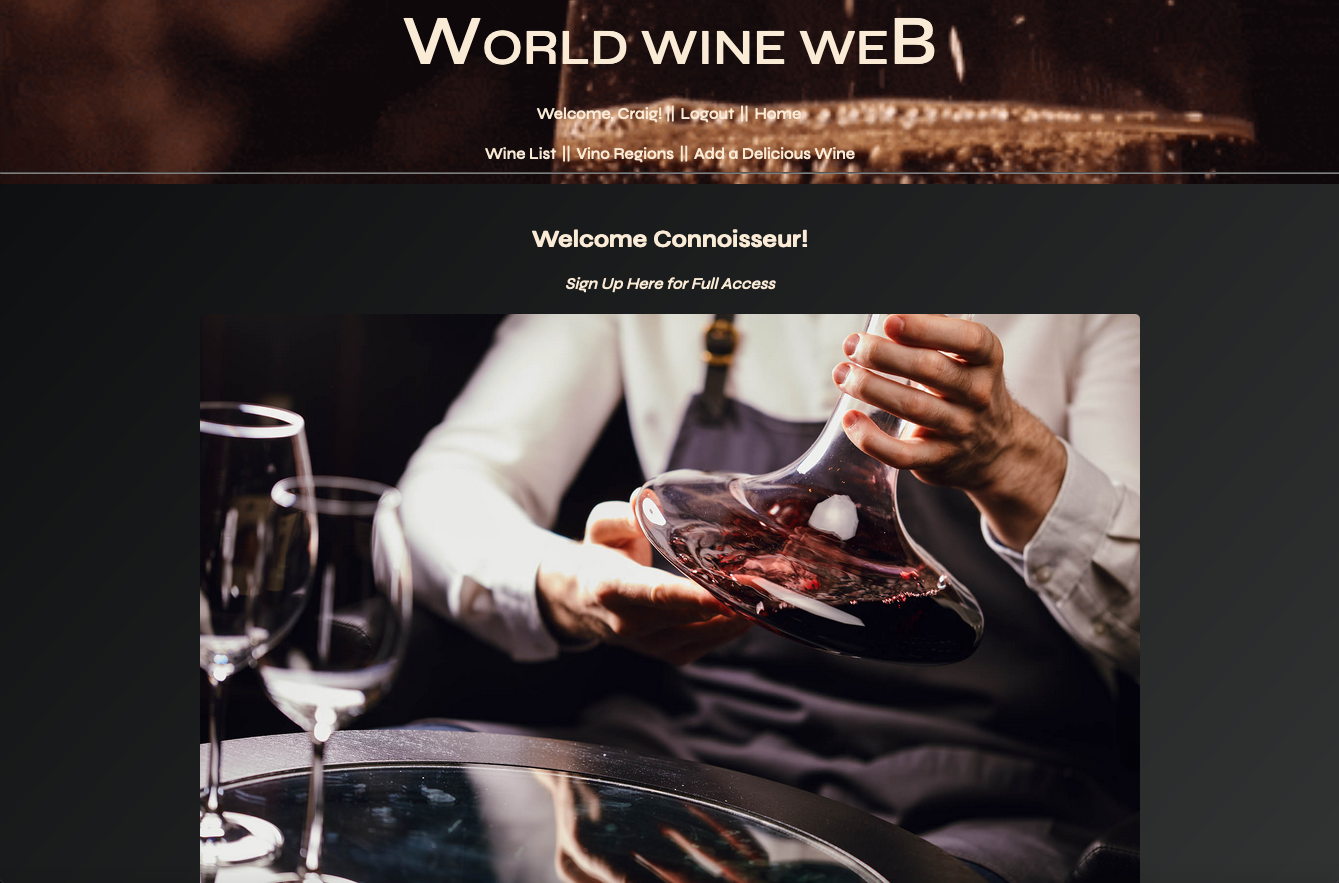 WORLD WINE WEB
Welcome, Craig! || Logout || Home
Wine List || Vino Regions || Add a Delicious Wine
Welcome Connoisseur!
Sign Up Here for Full Access